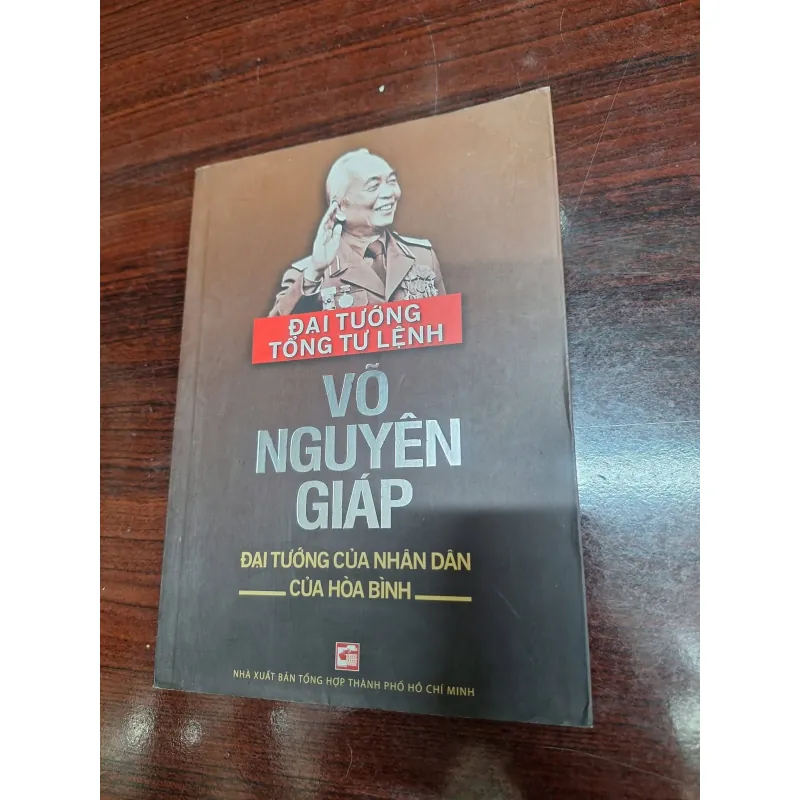 ĐẠI TƯỚNG
TỔNG TƯ LỆNH
VÕ
NGUYÊN
GIÁP
ĐẠI TƯỚNG CỦA NHÂN DÂN
CỦA HÒA BÌNH
NHÀ XUẤT BẢN TỔNG HỢP THÀNH PHỐ HỒ CHÍ MINH